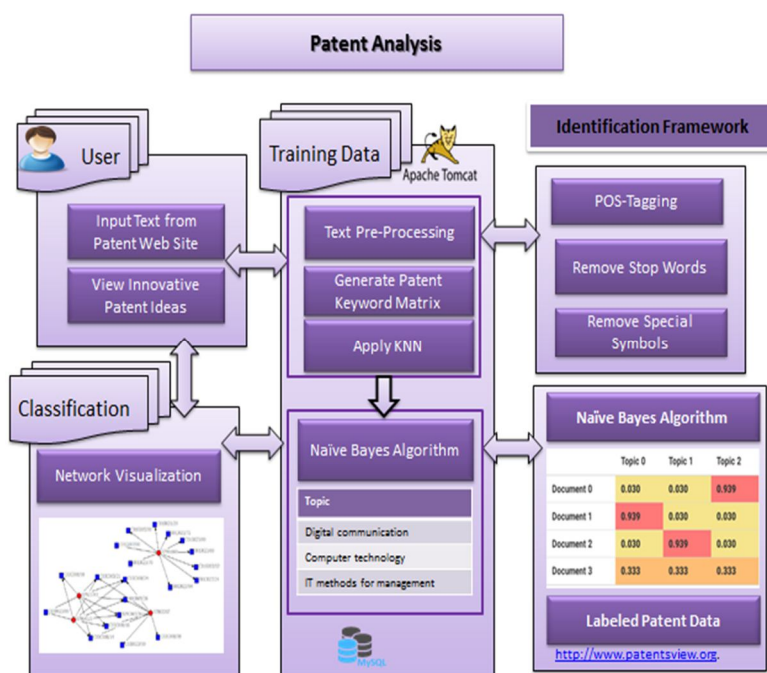 Patent Analysis
User
Input Text from
Patent Web Site
View Innovative
Patent Ideas
Training Data
Apache Tomcat
Text Pre-Processing
Generate Patent
Keyword Matrix
Apply KNN
Identification Framework
POS-Tagging
Remove Stop Words
Remove Special
Symbols
Classification
Network Visualization
Naïve Bayes Algorithm
Topic
Digital communication
Computer technology
IT methods for management
MySQL
Naïve Bayes Algorithm
Topic 0 Topic 1 Topic 2
Document 0 0.030 0.030 0.939
Document 1 0.939 0.030 0.030
Document 2 0.030 0.939 0.030
Document 3 0.333 0.333 0.333
Labeled Patent Data
http://www.patentsview.org.